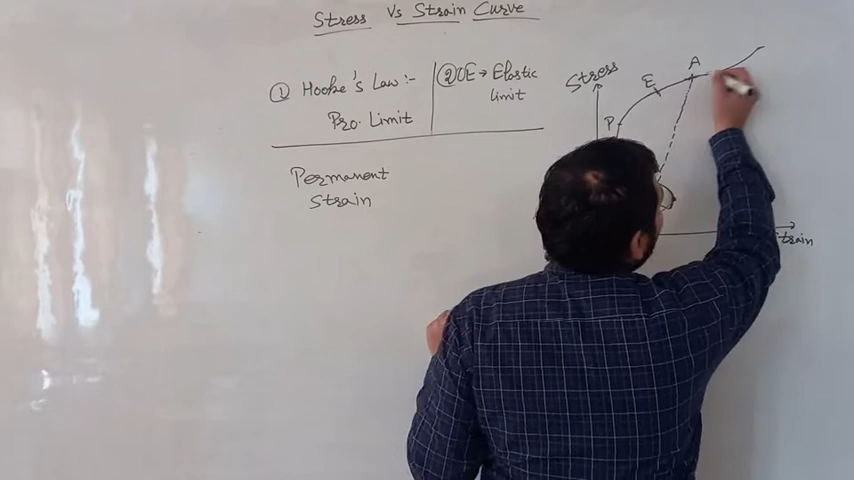 Stress Vs Strain Curve
① Hooke's Law :-
Pro. Limit
② OE → Elastic
limit
Permanent
Strain
Stress
A
E
P
Strain